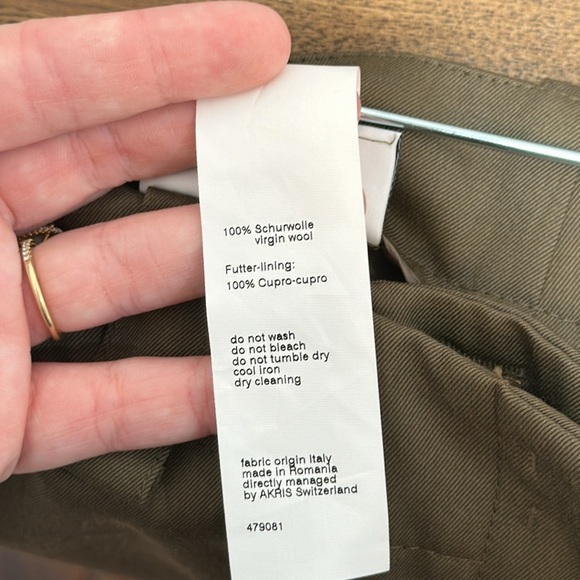 100% Schurwolle
virgin wool
Futter-lining:
100% Cupro-cupro
do not wash
do not bleach
do not tumble dry
cool iron
dry cleaning
fabric origin Italy
made in Romania
directly managed
by AKRIS Switzerland
479081